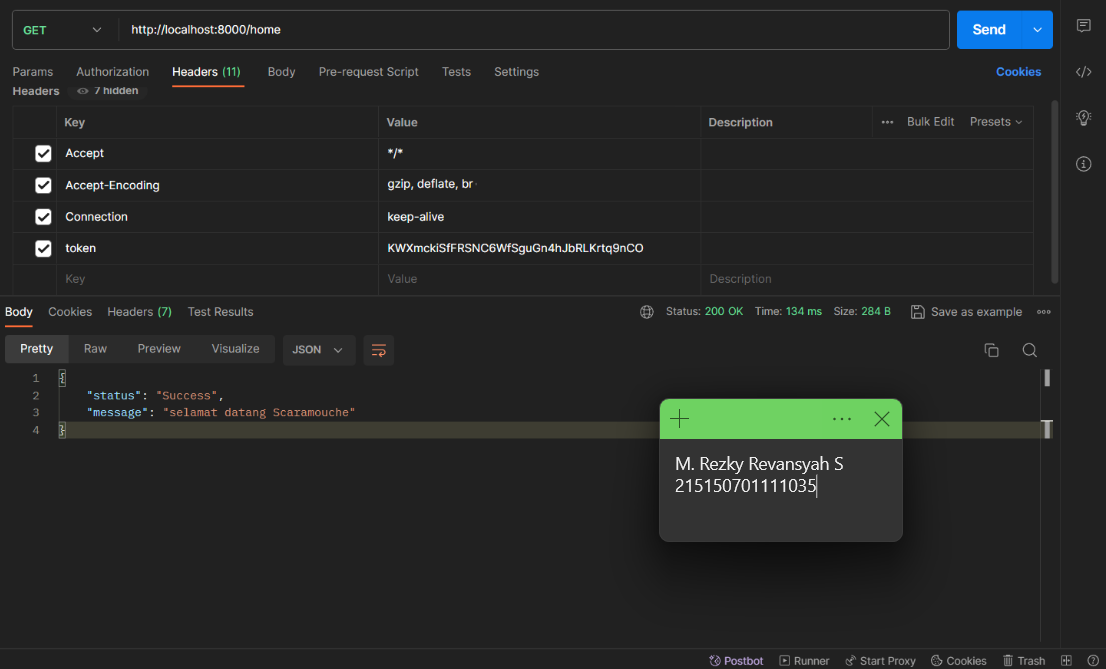 GET http://localhost:8000/home Send
Params Authorization Headers (11) Body Pre-request Script Tests Settings Cookies
Headers 7 hidden
Key Value Description ••• Bulk Edit Presets
Accept */*
Accept-Encoding gzip, deflate, br
Connection keep-alive
token KWXmckiSfFRSNC6WfSguGn4hJbRLKrtq9nCO
Key Value Description
Body Cookies Headers (7) Test Results Status: 200 OK Time: 134 ms Size: 284 B Save as example
Pretty Raw Preview Visualize JSON
1 {
2 "status": "Success",
3 "message": "selamat datang Scaramouche"
4 }
M. Rezky Revansyah S
215150701111035
Postbot Runner Start Proxy Cookies Trash